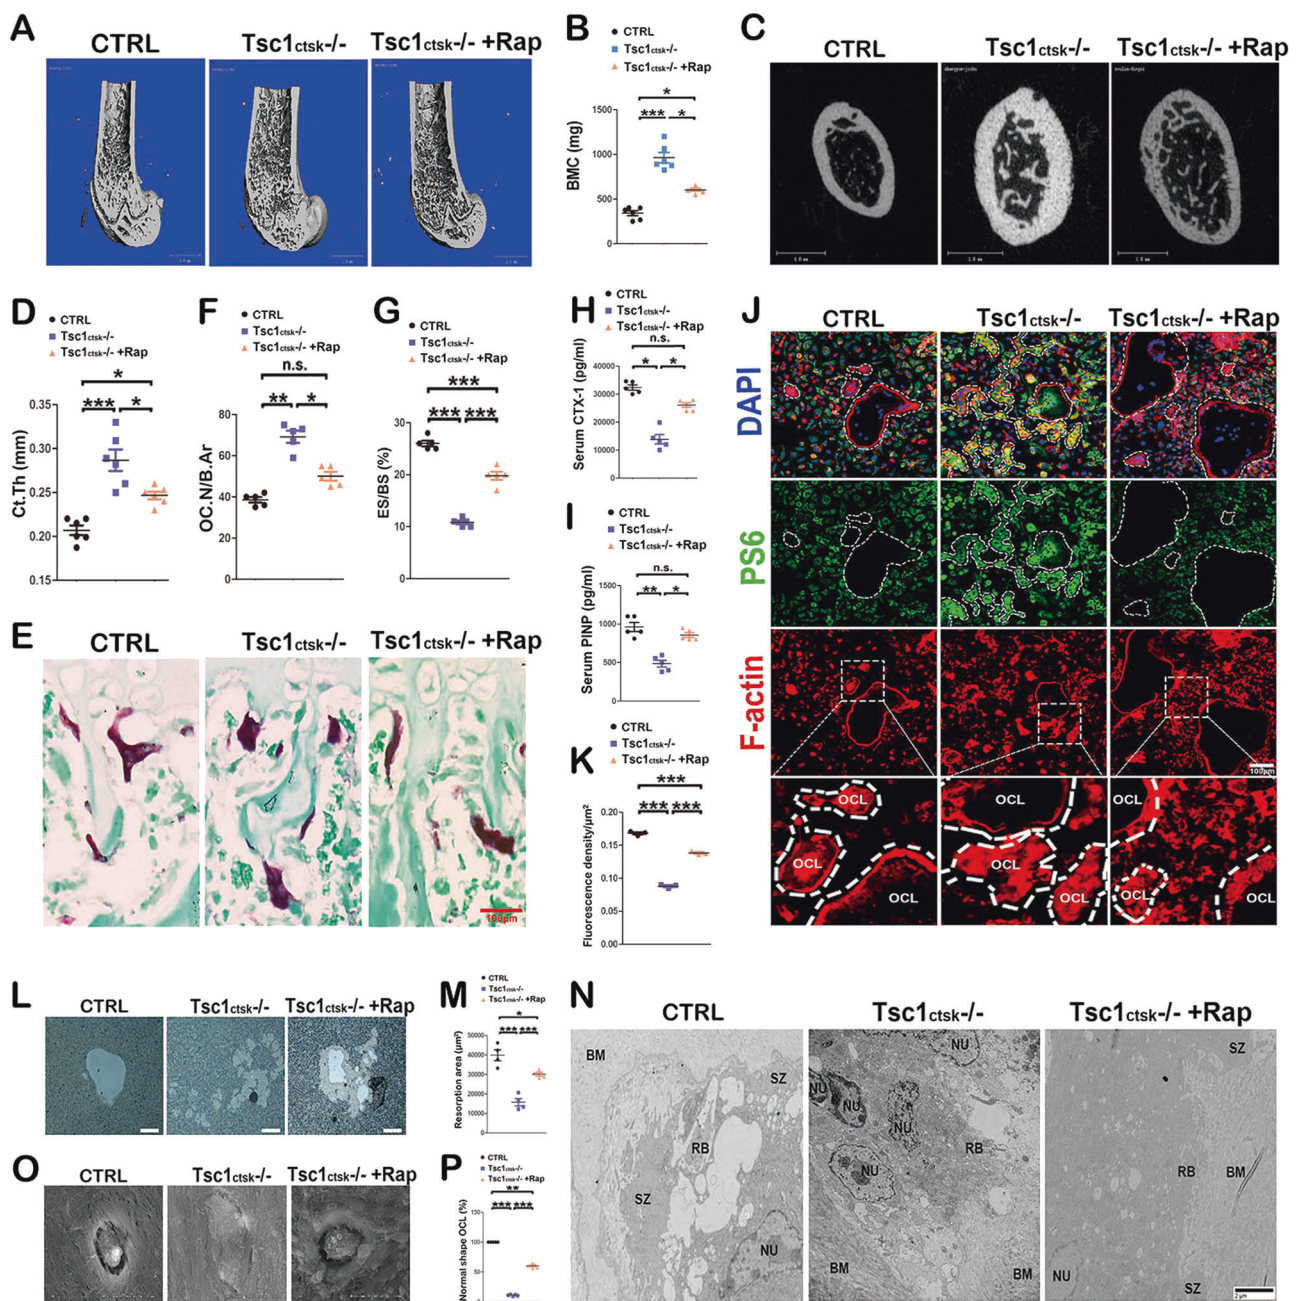 A
CTRL
Tsc1ctsk-/-
Tsc1ctsk-/- +Rap
B
CTRL
Tsc1ctsk-/-
Tsc1ctsk-/- +Rap
*
*** *
BMC (mg)
1500
1000
500
0
C
CTRL
Tsc1ctsk-/-
Tsc1ctsk-/- +Rap
D
CTRL
Tsc1ctsk-/-
Tsc1ctsk-/- +Rap
*
*** *
Ct.Th (mm)
0.35
0.30
0.25
0.20
0.15
F
CTRL
Tsc1ctsk-/-
Tsc1ctsk-/- +Rap
n.s.
** *
OC.N/B.Ar
80
60
40
20
0
G
CTRL
Tsc1ctsk-/-
Tsc1ctsk-/- +Rap
***
*** ***
ES/BS (%)
30
20
10
0
H
CTRL
Tsc1ctsk-/-
Tsc1ctsk-/- +Rap
n.s.
* *
Serum CTX-1 (pg/ml)
40000
30000
20000
10000
0
I
CTRL
Tsc1ctsk-/-
Tsc1ctsk-/- +Rap
n.s.
** *
Serum PINP (pg/ml)
1500
1000
500
0
J
CTRL
Tsc1ctsk-/-
Tsc1ctsk-/- +Rap
DAPI
PS6
F-actin
100μm
OCL
OCL
OCL
OCL
OCL
OCL
OCL
OCL
OCL
E
CTRL
Tsc1ctsk-/-
Tsc1ctsk-/- +Rap
100μm
K
CTRL
Tsc1ctsk-/-
Tsc1ctsk-/- +Rap
***
*** ***
Fluorescence density/μm²
0.20
0.15
0.10
0.05
0.00
L
CTRL
Tsc1ctsk-/-
Tsc1ctsk-/- +Rap
M
CTRL
Tsc1ctsk-/-
Tsc1ctsk-/- +Rap
*
*** ***
Resorption area (μm²)
50000
40000
30000
20000
10000
0
N
CTRL
Tsc1ctsk-/-
Tsc1ctsk-/- +Rap
BM
SZ
RB
SZ
NU
NU
NU
NU
NU
RB
NU
BM
BM
SZ
RB
BM
NU
SZ
2 μm
O
CTRL
Tsc1ctsk-/-
Tsc1ctsk-/- +Rap
P
CTRL
Tsc1ctsk-/-
Tsc1ctsk-/- +Rap
**
*** ***
Normal shape OCL (%)
150
100
50
0